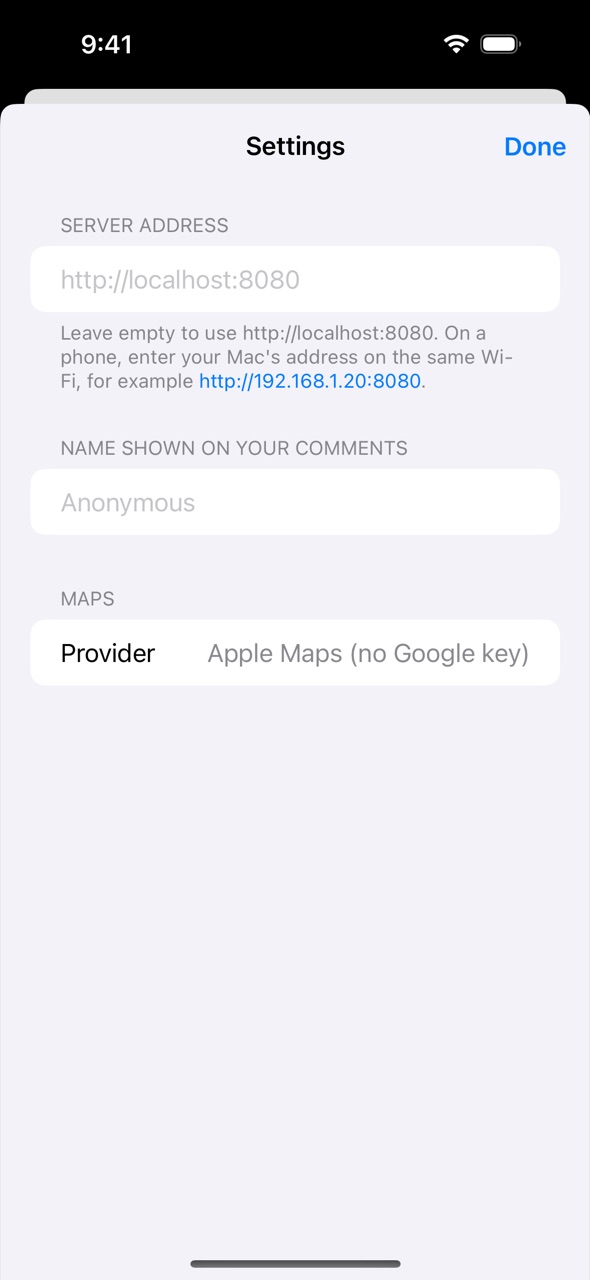 9:41
Settings
Done
SERVER ADDRESS
http://localhost:8080
Leave empty to use http://localhost:8080. On a
phone, enter your Mac's address on the same Wi-
Fi, for example http://192.168.1.20:8080.
NAME SHOWN ON YOUR COMMENTS
Anonymous
MAPS
Provider
Apple Maps (no Google key)